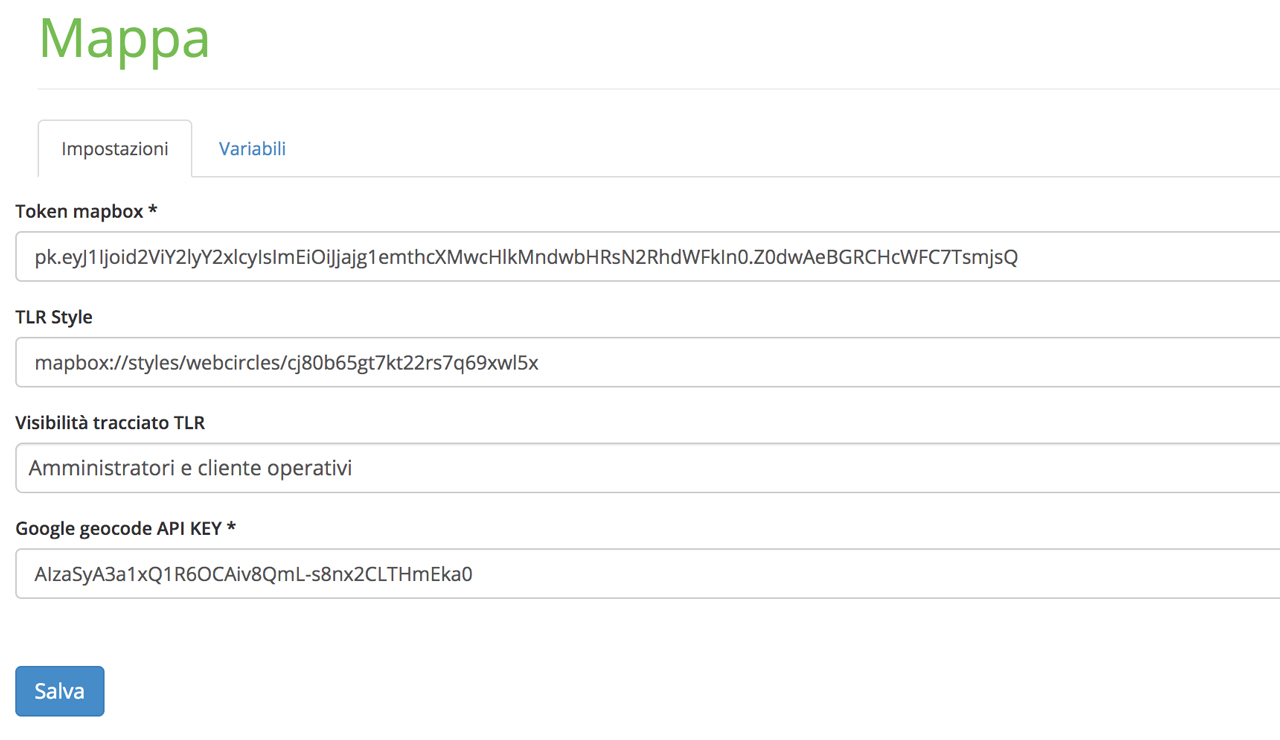 Mappa
Impostazioni
Variabili
Token mapbox *
pk.eyJ1Ijoid2ViY2lyY2xlcyIsImEiOiJjajg1emthcXMwcHlkMndwbHRsN2RhdWFkIn0.Z0dwAeBGRCHcWFC7TsmjsQ
TLR Style
mapbox://styles/webcircles/cj80b65gt7kt22rs7q69xwl5x
Visibilità tracciato TLR
Amministratori e cliente operativi
Google geocode API KEY *
AIzaSyA3a1xQ1R6OCAiv8QmL-s8nx2CLTHmEka0
Salva